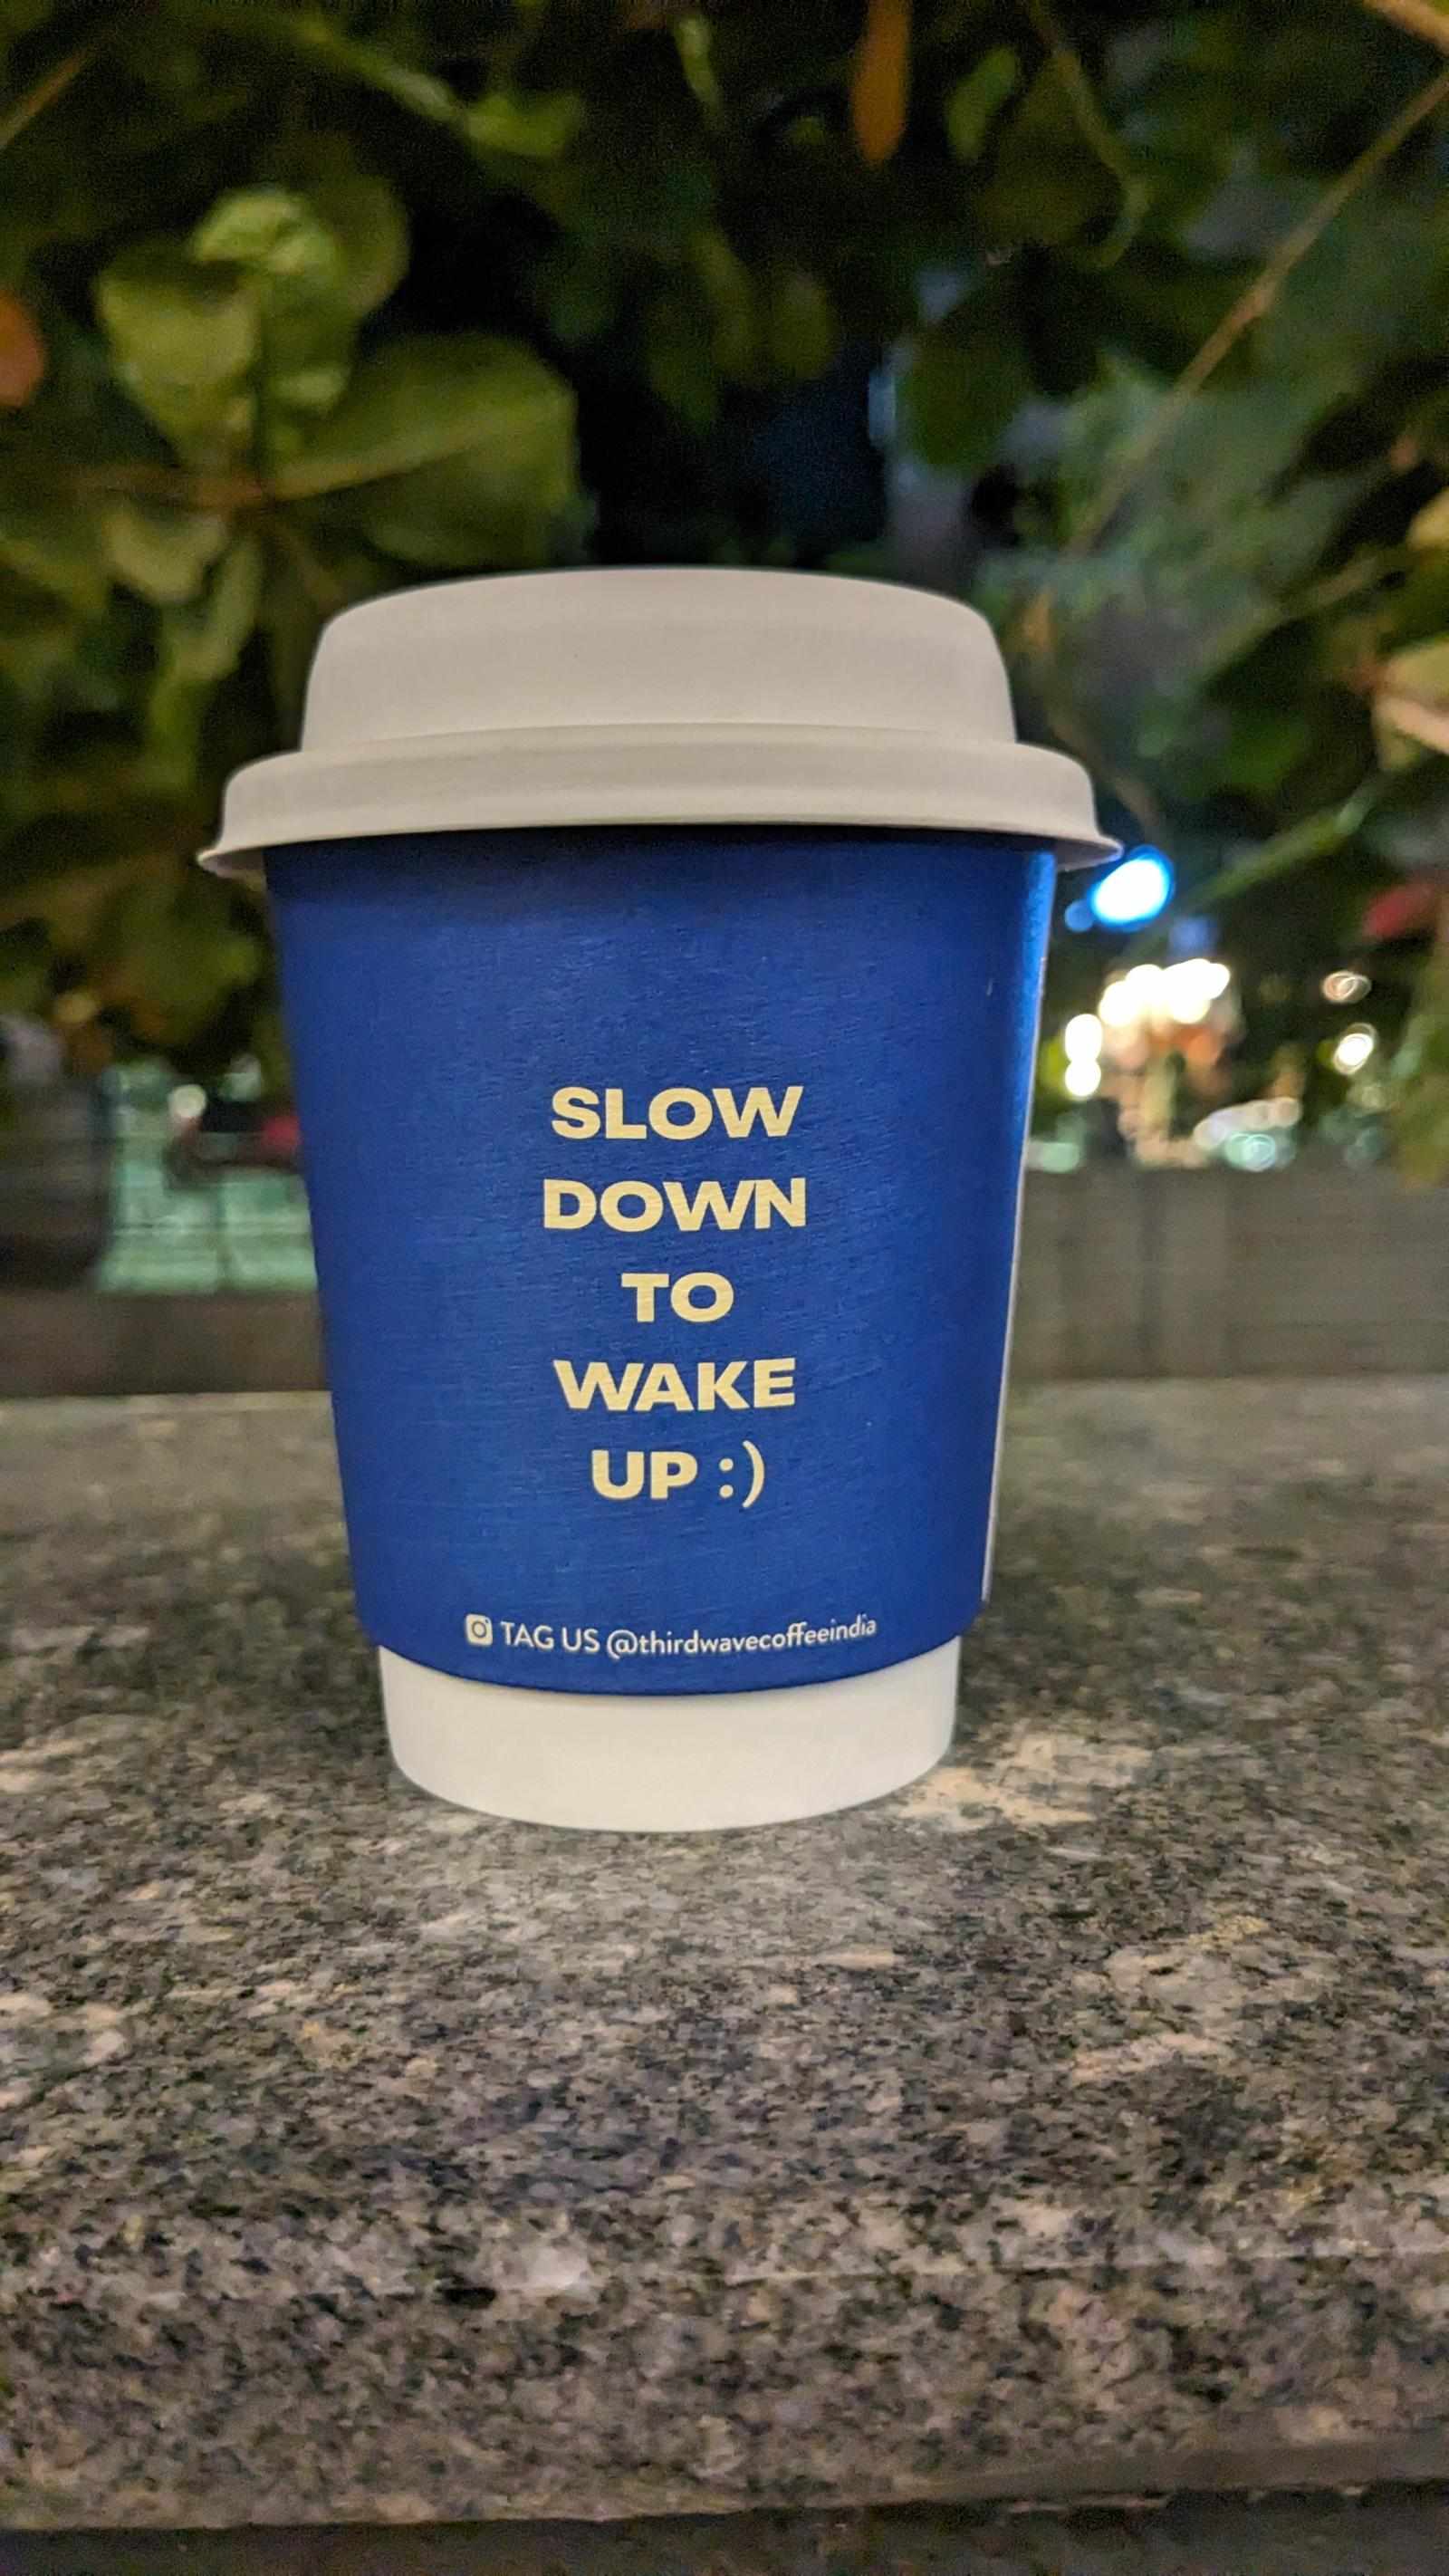 SLOW
DOWN
TO
WAKE
UP :)
TAG US @thirdwavecoffeeindia